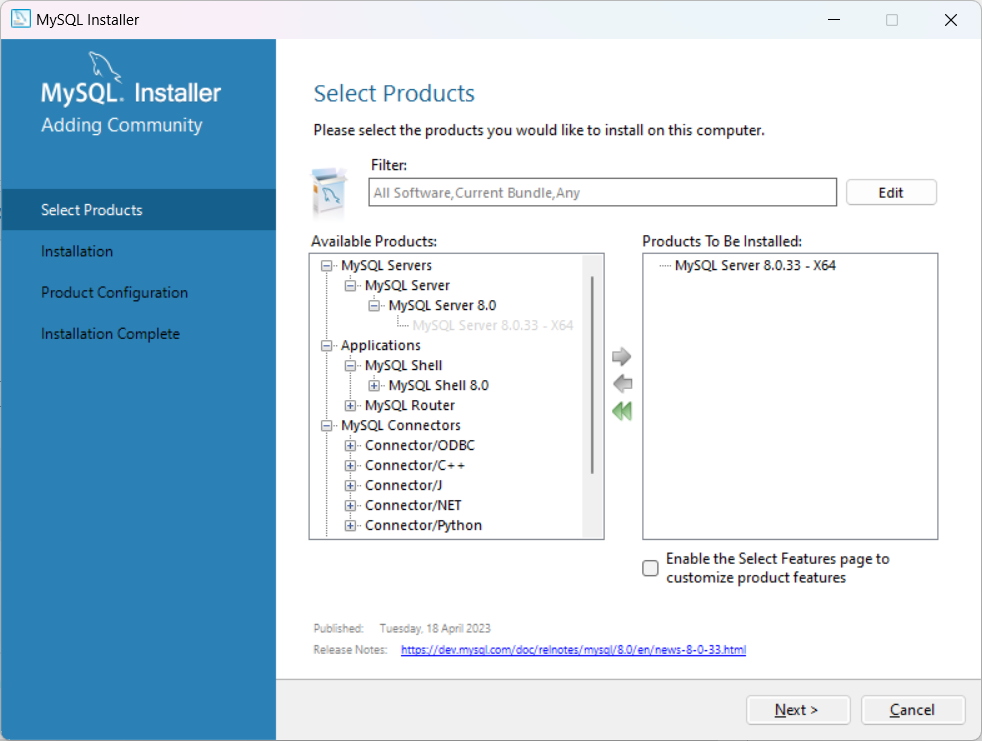 MySQL Installer
MySQL. Installer
Adding Community
Select Products
Installation
Product Configuration
Installation Complete
Select Products
Please select the products you would like to install on this computer.
Filter:
All Software,Current Bundle,Any
Edit
Available Products:
MySQL Servers
MySQL Server
MySQL Server 8.0
MySQL Server 8.0.33 - X64
Applications
MySQL Shell
MySQL Shell 8.0
MySQL Router
MySQL Connectors
Connector/ODBC
Connector/C++
Connector/J
Connector/NET
Connector/Python
Products To Be Installed:
MySQL Server 8.0.33 - X64
Enable the Select Features page to
customize product features
Published: Tuesday, 18 April 2023
Release Notes: https://dev.mysql.com/doc/relnotes/mysql/8.0/en/news-8-0-33.html
Next >
Cancel